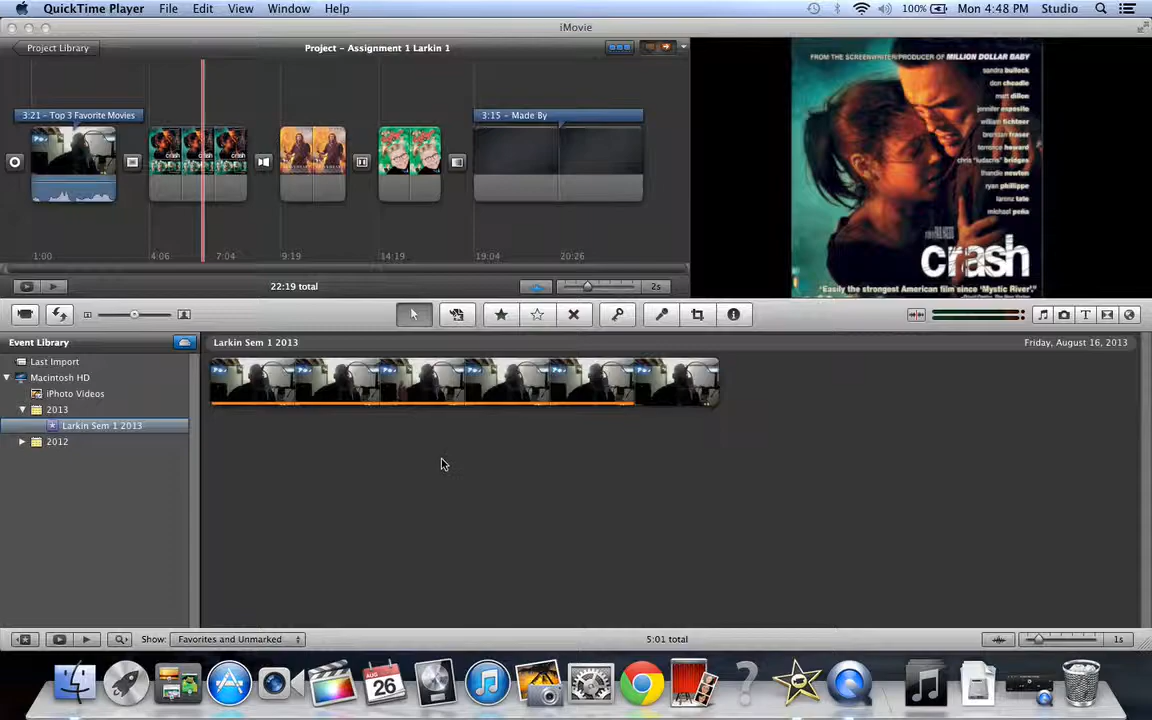 QuickTime Player File Edit View Window Help 100% Mon 4:48 PM Studio
iMovie
Project Library Project - Assignment 1 Larkin 1
3:21 - Top 3 Favorite Movies 3:15 - Made By
1:00 4:06 7:04 9:19 14:19 19:04 20:26
22:19 total 2s
FROM THE SCREENWRITER/PRODUCER OF MILLION DOLLAR BABY
sandra bullock
don cheadle
matt dillon
jennifer esposito
william fichtner
brendan fraser
terrence howard
chris "ludacris" bridges
thandie newton
ryan phillippe
larenz tate
michael peña
crash
"Easily the strongest American film since 'Mystic River.'"
Event Library Larkin Sem 1 2013 Friday, August 16, 2013
Last Import
Macintosh HD
iPhoto Videos
2013
Larkin Sem 1 2013
2012
Show: Favorites and Unmarked 5:01 total 1s
AUG
26